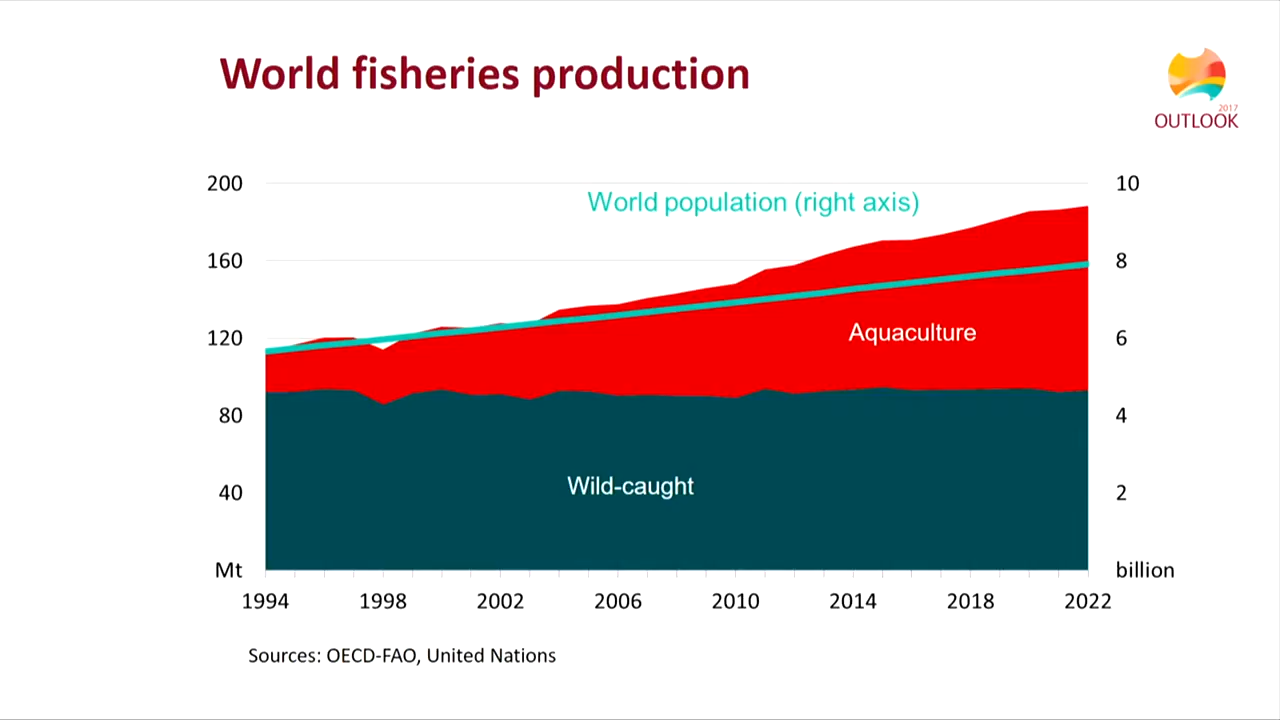 World fisheries production
2017
OUTLOOK
200
10
World population (right axis)
160
8
120
6
Aquaculture
80
4
Wild-caught
40
2
Mt
billion
1994 1998 2002 2006 2010 2014 2018 2022
Sources: OECD-FAO, United Nations